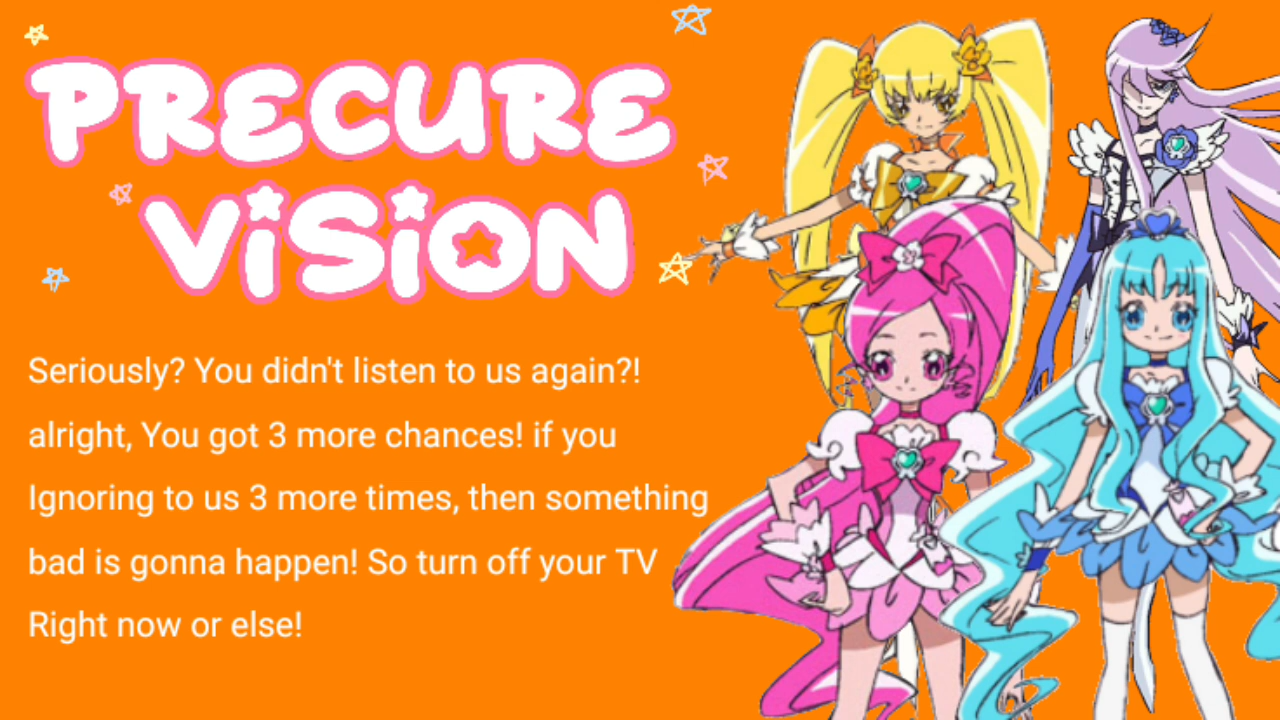 PRECURE
ViSiON
Seriously? You didn't listen to us again?!
alright, You got 3 more chances! if you
Ignoring to us 3 more times, then something
bad is gonna happen! So turn off your TV
Right now or else!